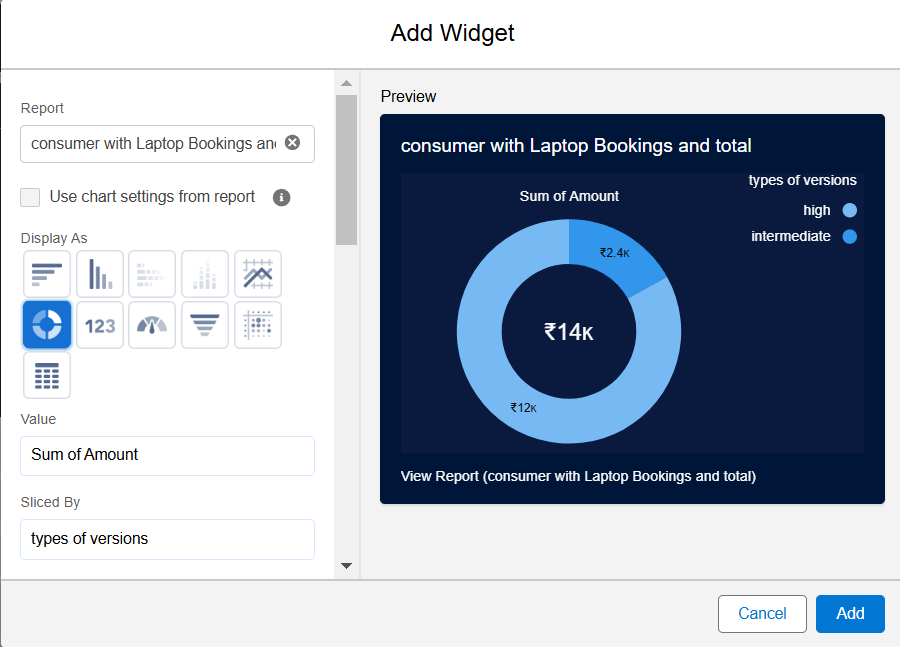 Add Widget
Report
consumer with Laptop Bookings an
Use chart settings from report
Display As
123
Value
Sum of Amount
Sliced By
types of versions
Preview
consumer with Laptop Bookings and total
types of versions
Sum of Amount
high
intermediate
₹2.4K
₹14K
₹12K
View Report (consumer with Laptop Bookings and total)
Cancel
Add